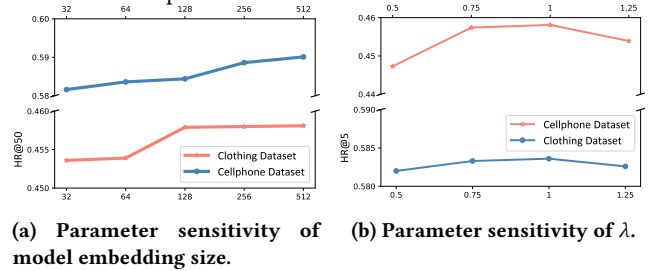 32 64 128 256 512
0.60
0.59
0.58
0.460
0.455
0.450
HR@50
Clothing Dataset
Cellphone Dataset
32 64 128 256 512
(a) Parameter sensitivity of
model embedding size.
0.5 0.75 1 1.25
0.46
0.45
0.44
0.590
0.585
0.580
HR@5
Cellphone Dataset
Clothing Dataset
0.5 0.75 1 1.25
(b) Parameter sensitivity of λ.